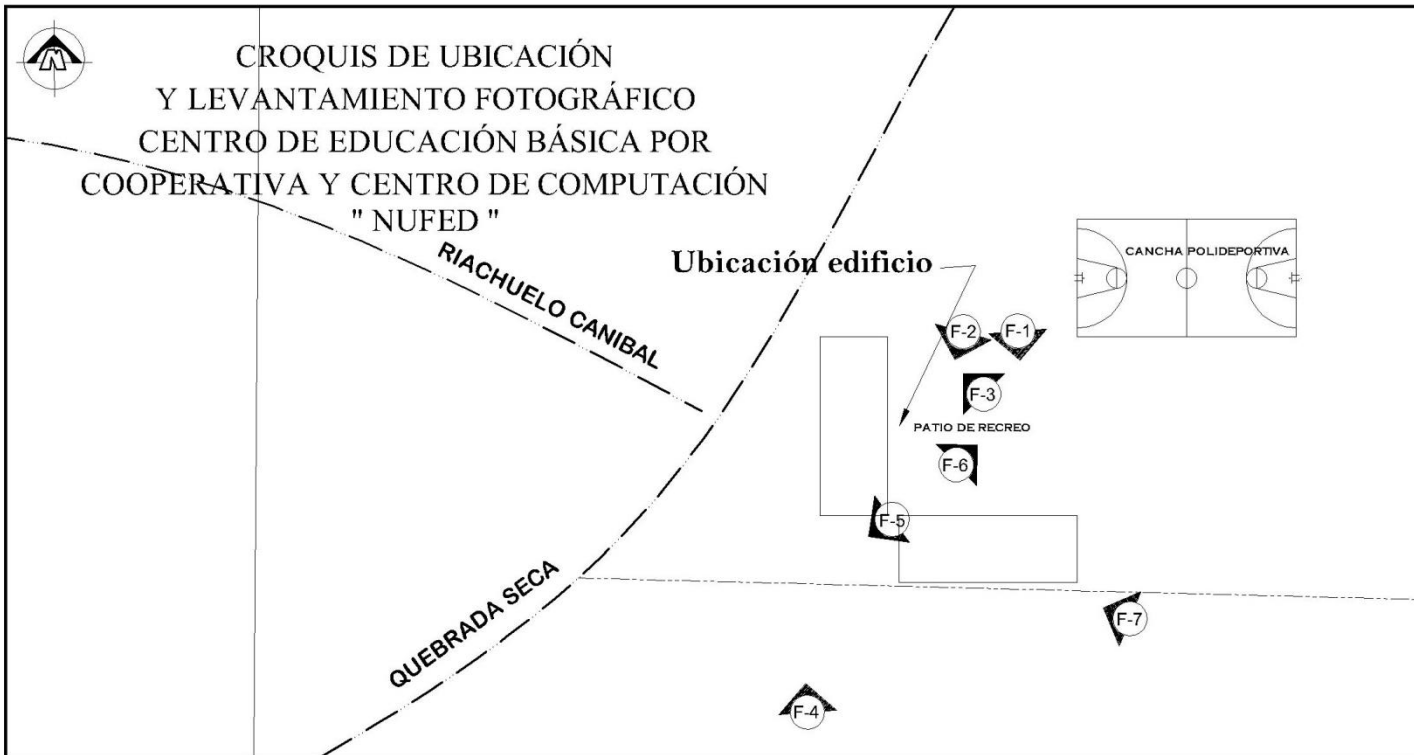 N
CROQUIS DE UBICACIÓN
Y LEVANTAMIENTO FOTOGRÁFICO
CENTRO DE EDUCACIÓN BÁSICA POR
COOPERATIVA Y CENTRO DE COMPUTACIÓN
" NUFED "
RIACHUELO CANIBAL
Ubicación edificio
CANCHA POLIDEPORTIVA
F-2
F-1
F-3
PATIO DE RECREO
F-6
F-5
QUEBRADA SECA
F-7
F-4